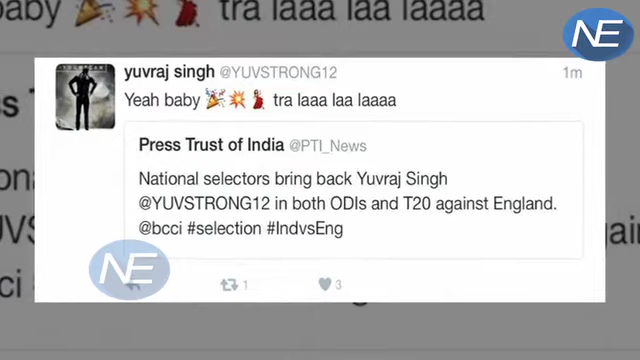 baby 🎉💥💃 tra laaa laa laaaa
NE
yuvraj singh @YUVSTRONG12 1m
Yeah baby 🎉💥💃 tra laaa laa laaaa
Press Trust of India @PTI_News
National selectors bring back Yuvraj Singh
@YUVSTRONG12 in both ODIs and T20 against England.
@bcci #selection #IndvsEng
NE
1 3